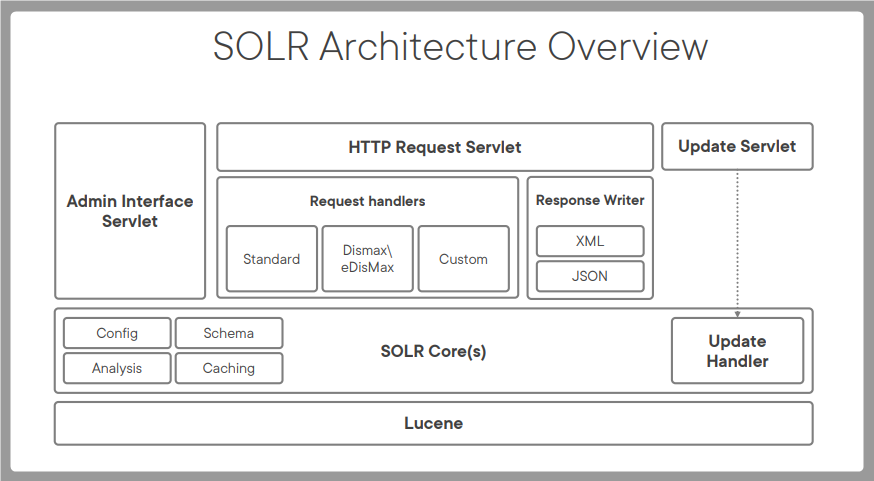 SOLR Architecture Overview
Admin Interface
Servlet
HTTP Request Servlet
Update Servlet
Request handlers
Standard
Dismax\
eDisMax
Custom
Response Writer
XML
JSON
Config
Schema
Analysis
Caching
SOLR Core(s)
Update
Handler
Lucene